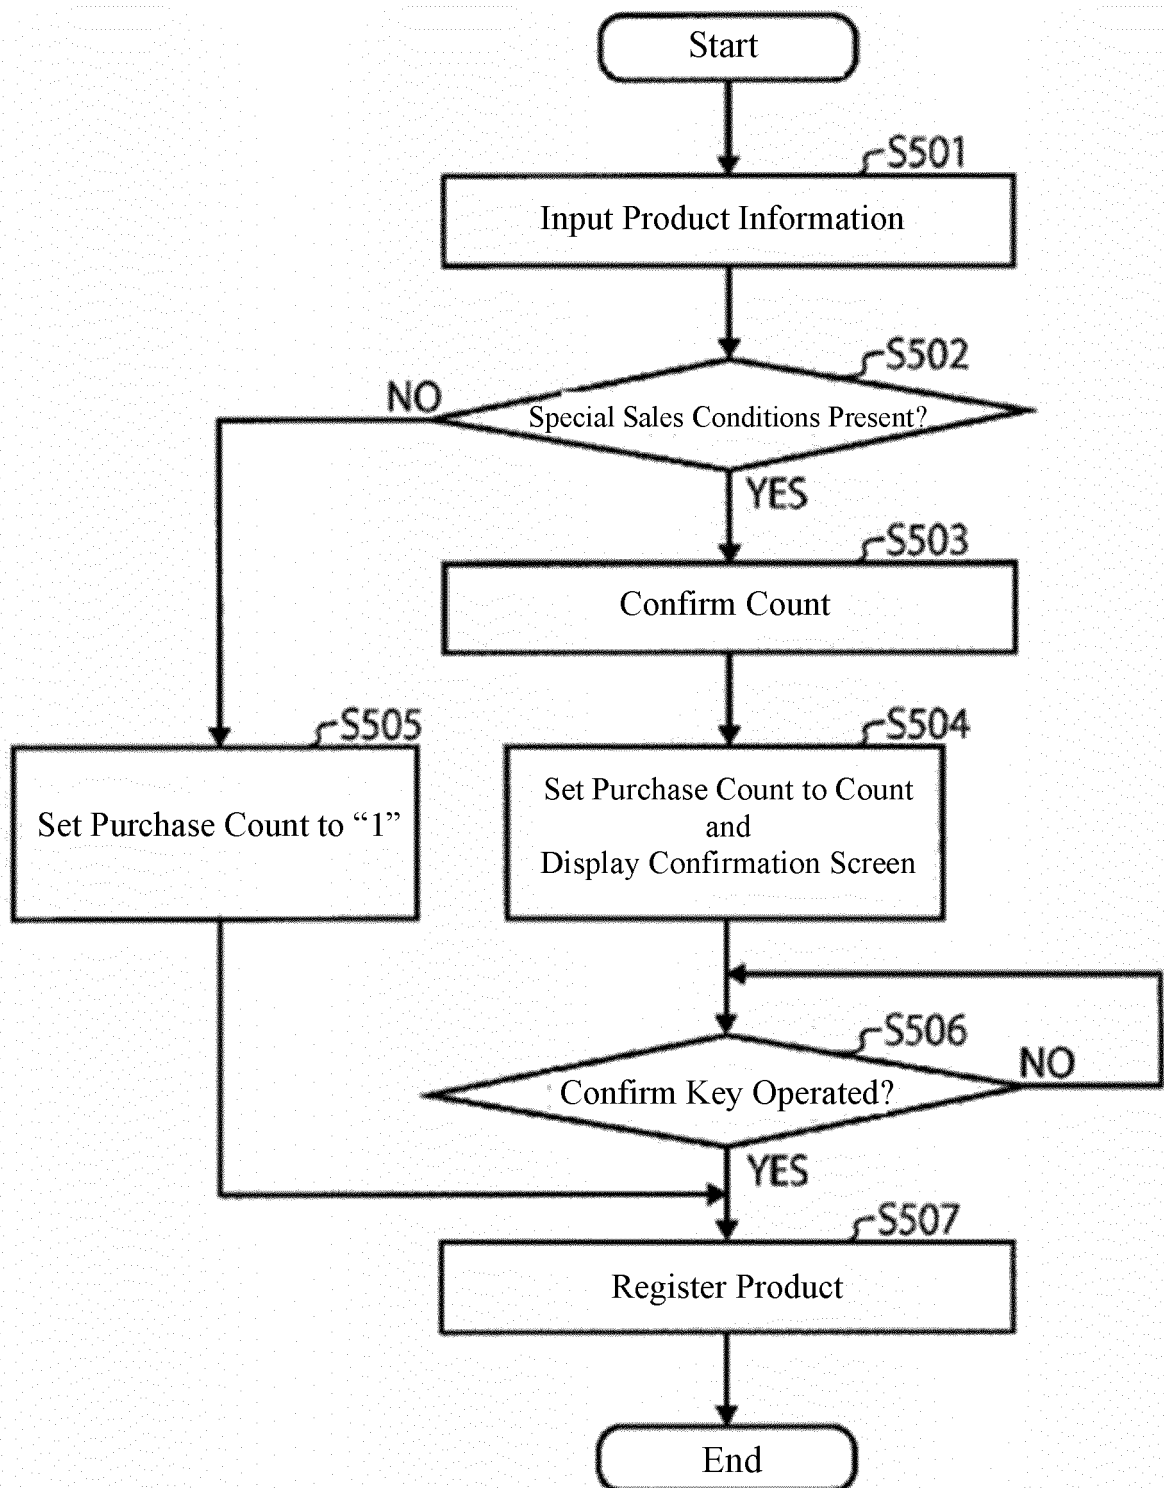 Start
S501
Input Product Information
S502
NO
Special Sales Conditions Present?
YES
S503
Confirm Count
S505
S504
Set Purchase Count to “1”
Set Purchase Count to Count
and
Display Confirmation Screen
S506
NO
Confirm Key Operated?
YES
S507
Register Product
End